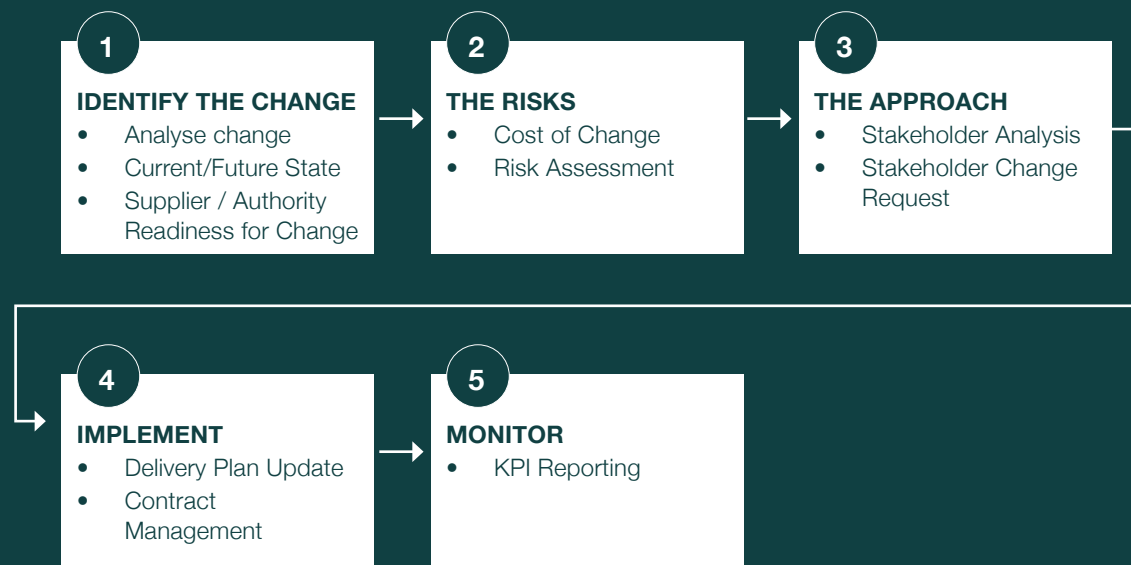 1
IDENTIFY THE CHANGE
• Analyse change
• Current/Future State
• Supplier / Authority
Readiness for Change
2
THE RISKS
• Cost of Change
• Risk Assessment
3
THE APPROACH
• Stakeholder Analysis
• Stakeholder Change
Request
4
IMPLEMENT
• Delivery Plan Update
• Contract
Management
5
MONITOR
• KPI Reporting